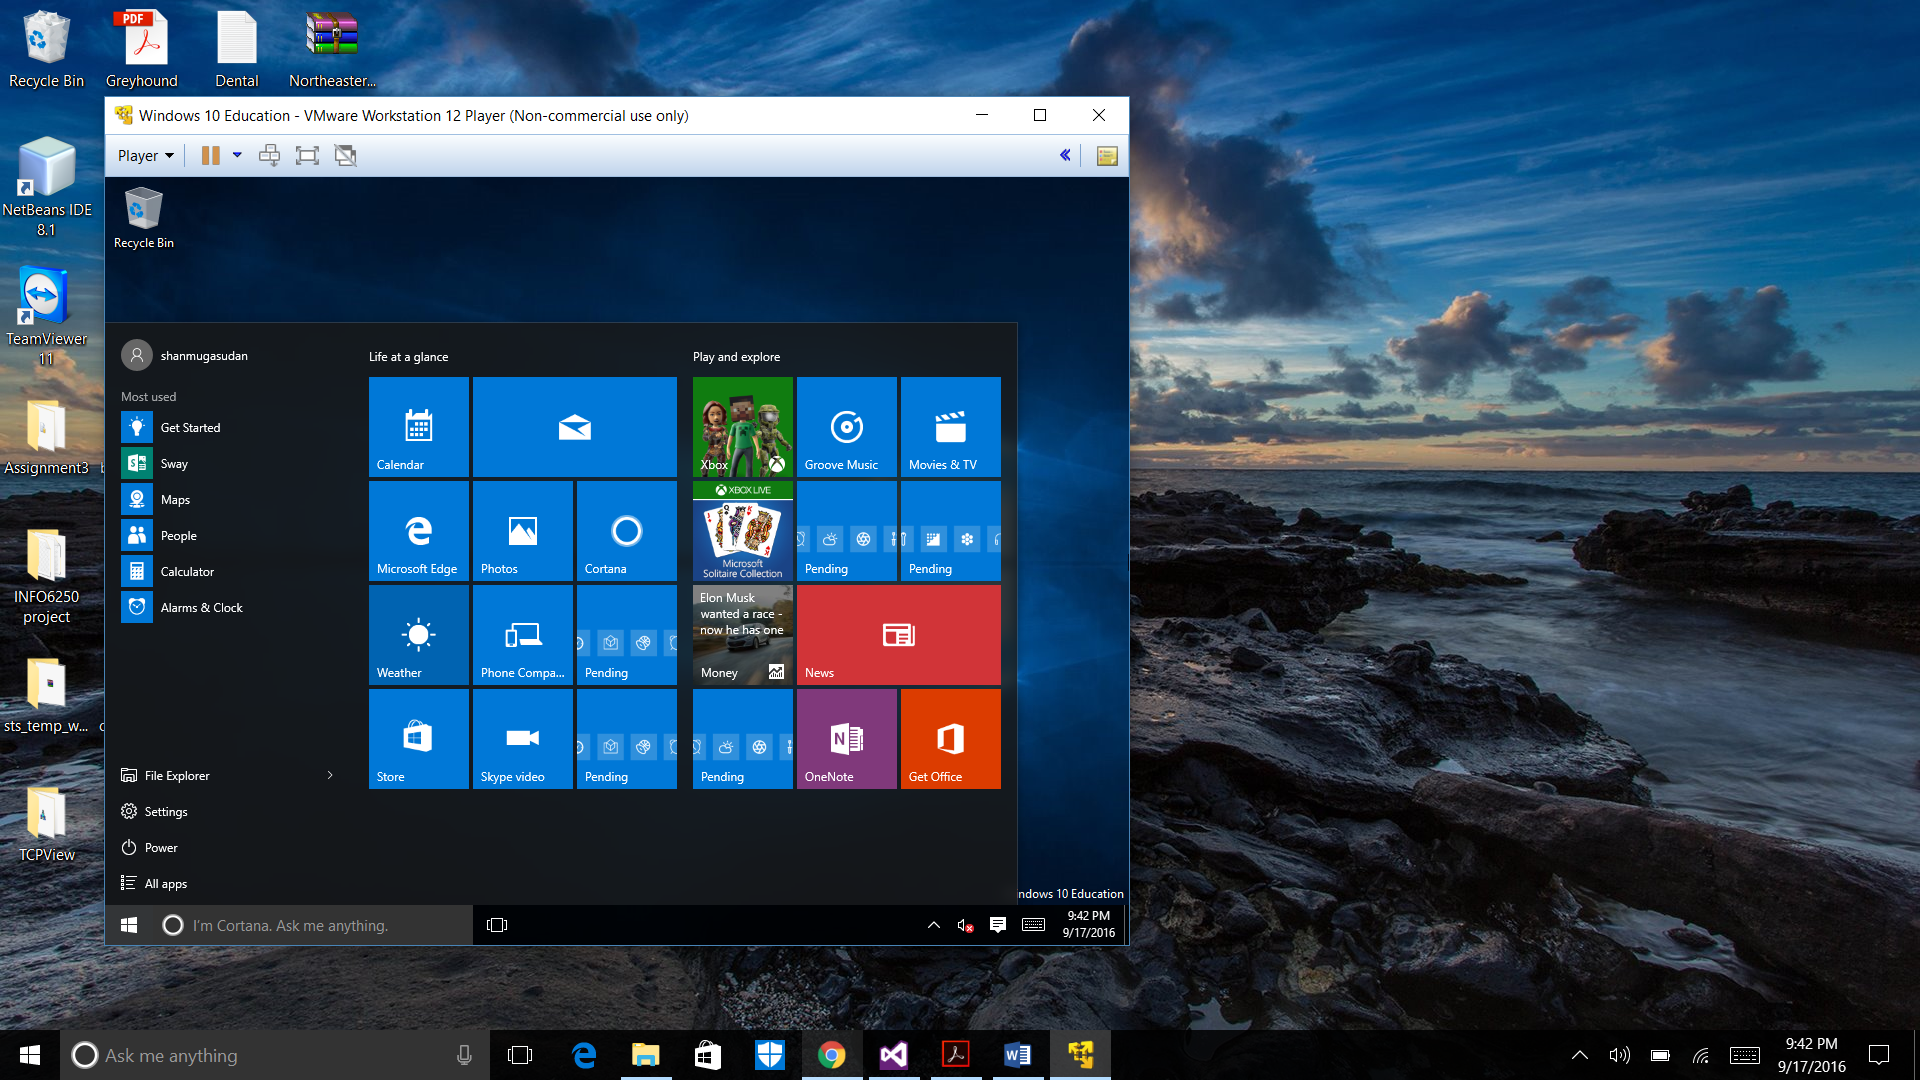 Recycle Bin
Greyhound
Dental
Northeaster...
NetBeans IDE
8.1
TeamViewer
11
Assignment3
INFO6250
project
sts_temp_w...
TCPView
Windows 10 Education - VMware Workstation 12 Player (Non-commercial use only)
Player
Recycle Bin
shanmugasudan
Most used
Get Started
Sway
Maps
People
Calculator
Alarms & Clock
File Explorer
Settings
Power
All apps
Life at a glance
Calendar
Microsoft Edge
Photos
Cortana
Weather
Phone Compa...
Pending
Store
Skype video
Pending
Play and explore
Xbox
Groove Music
Movies & TV
XBOX LIVE
Microsoft
Solitaire Collection
Pending
Pending
Elon Musk
wanted a race -
now he has one
Money
News
Pending
OneNote
Get Office
ndows 10 Education
I'm Cortana. Ask me anything.
9:42 PM
9/17/2016
Ask me anything
9:42 PM
9/17/2016